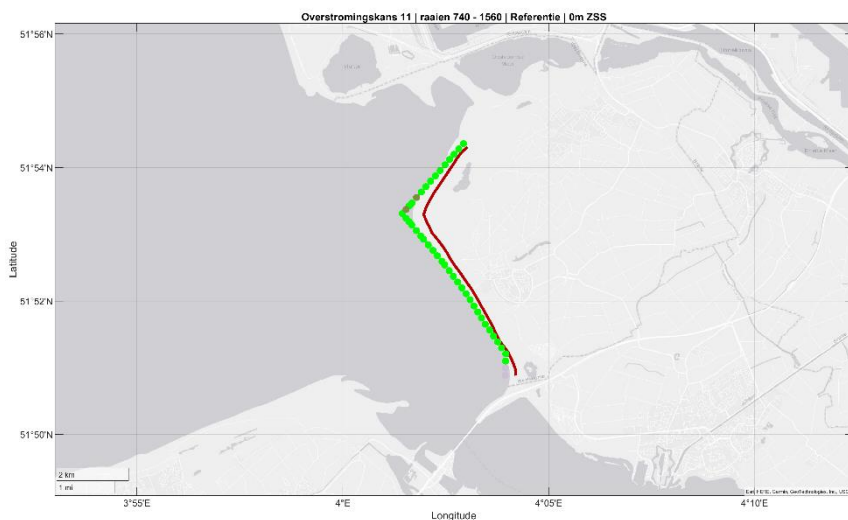 Overstromingskans 11 | raaien 740 - 1560 | Referentie | 0m ZSS
51°56'N
51°54'N
51°52'N
51°50'N
Latitude
2 km
1 mi
3°55'E
4°E
4°05'E
4°10'E
Longitude